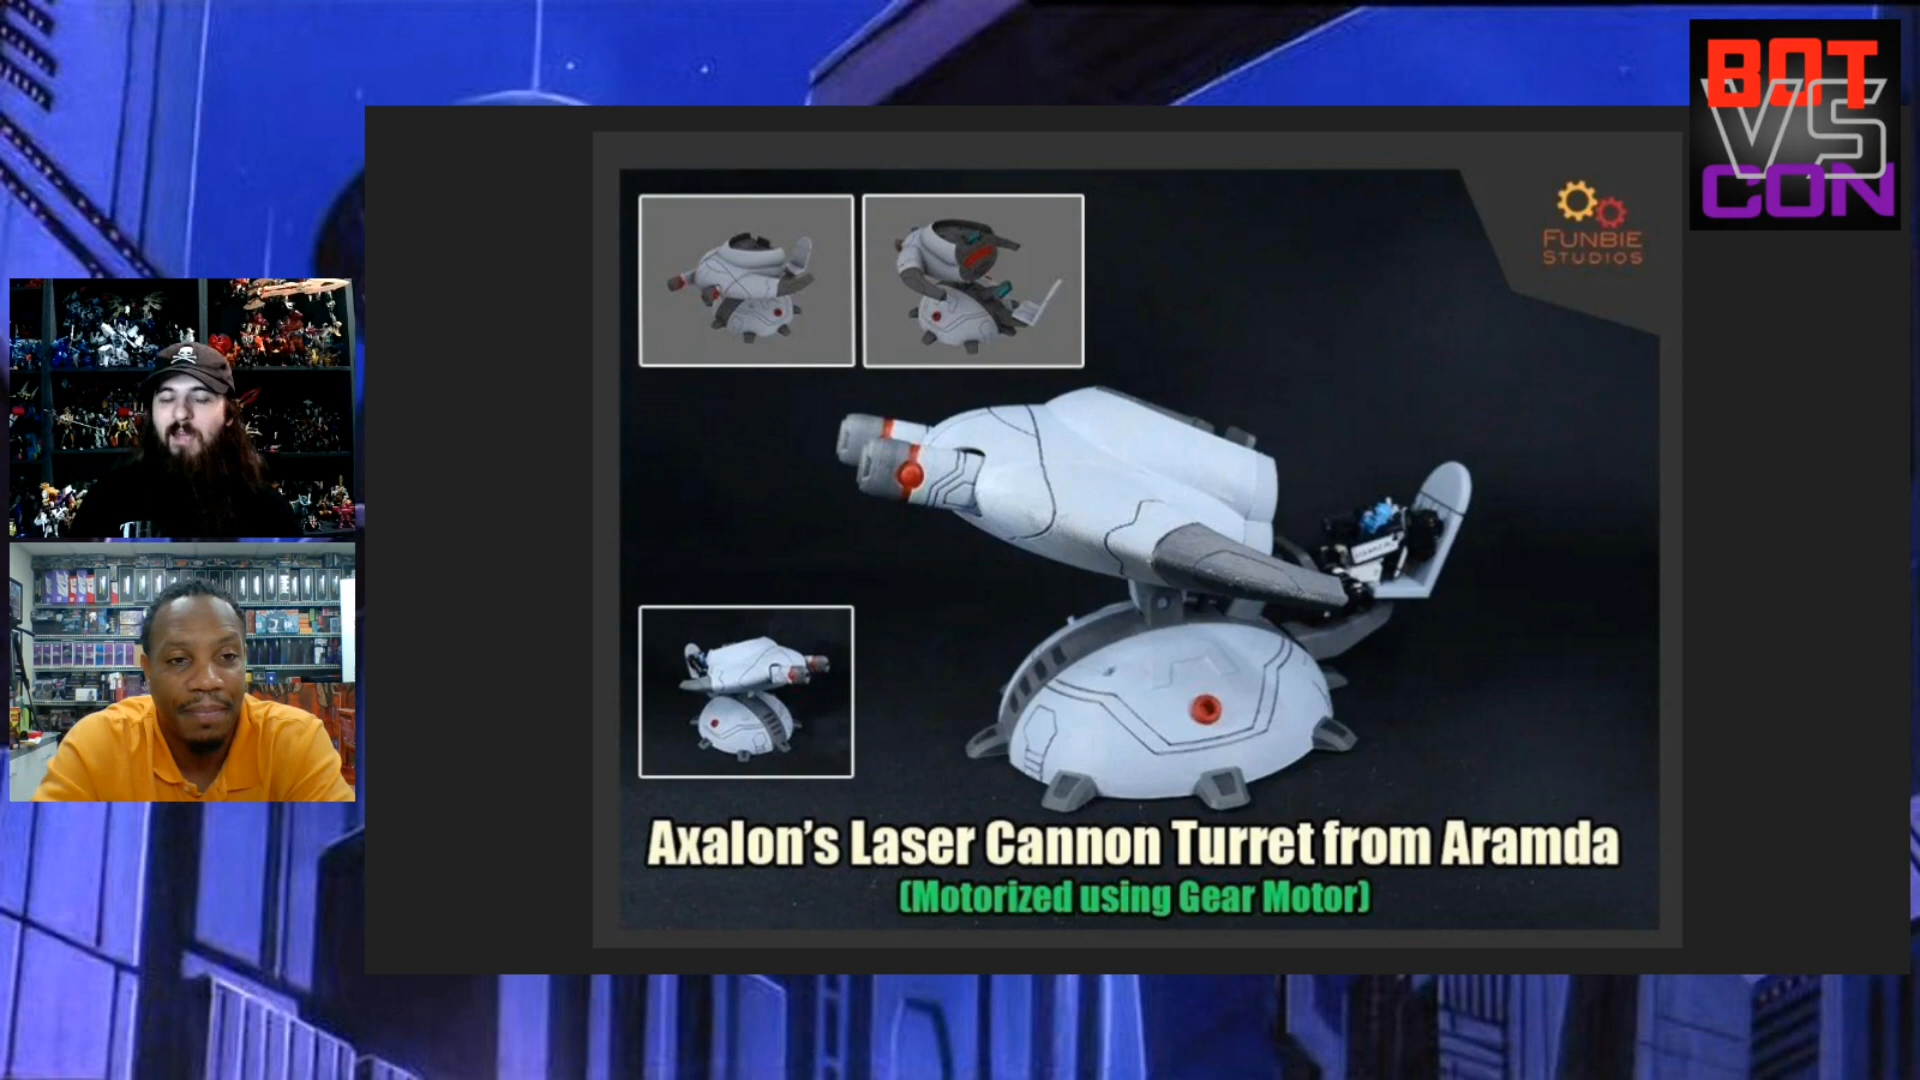 BOT
VS
CON
FUNBIE
STUDIOS
Axalon's Laser Cannon Turret from Aramda
(Motorized using Gear Motor)